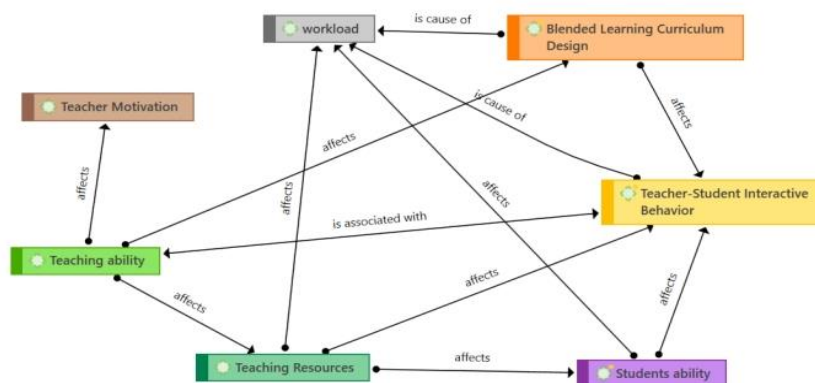 workload
is cause of
Blended Learning Curriculum
Design
Teacher Motivation
is cause of
affects
affects
affects
affects
affects
Teacher-Student Interactive
Behavior
is associated with
Teaching ability
affects
affects
affects
Teaching Resources
affects
Students ability